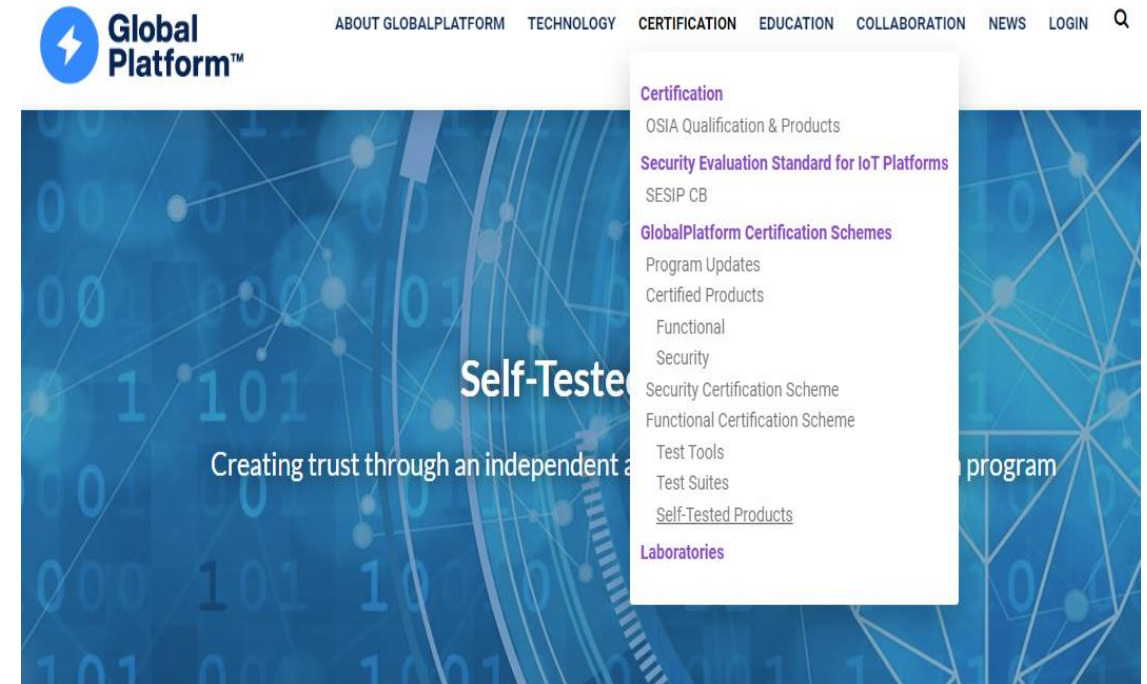 Global
Platform™
ABOUT GLOBALPLATFORM TECHNOLOGY CERTIFICATION EDUCATION COLLABORATION NEWS LOGIN
Certification
OSIA Qualification & Products
Security Evaluation Standard for IoT Platforms
SESIP CB
GlobalPlatform Certification Schemes
Program Updates
Certified Products
Functional
Security
Security Certification Scheme
Functional Certification Scheme
Test Tools
Test Suites
Self-Tested Products
Laboratories
Self-Teste
Creating trust through an independent a program